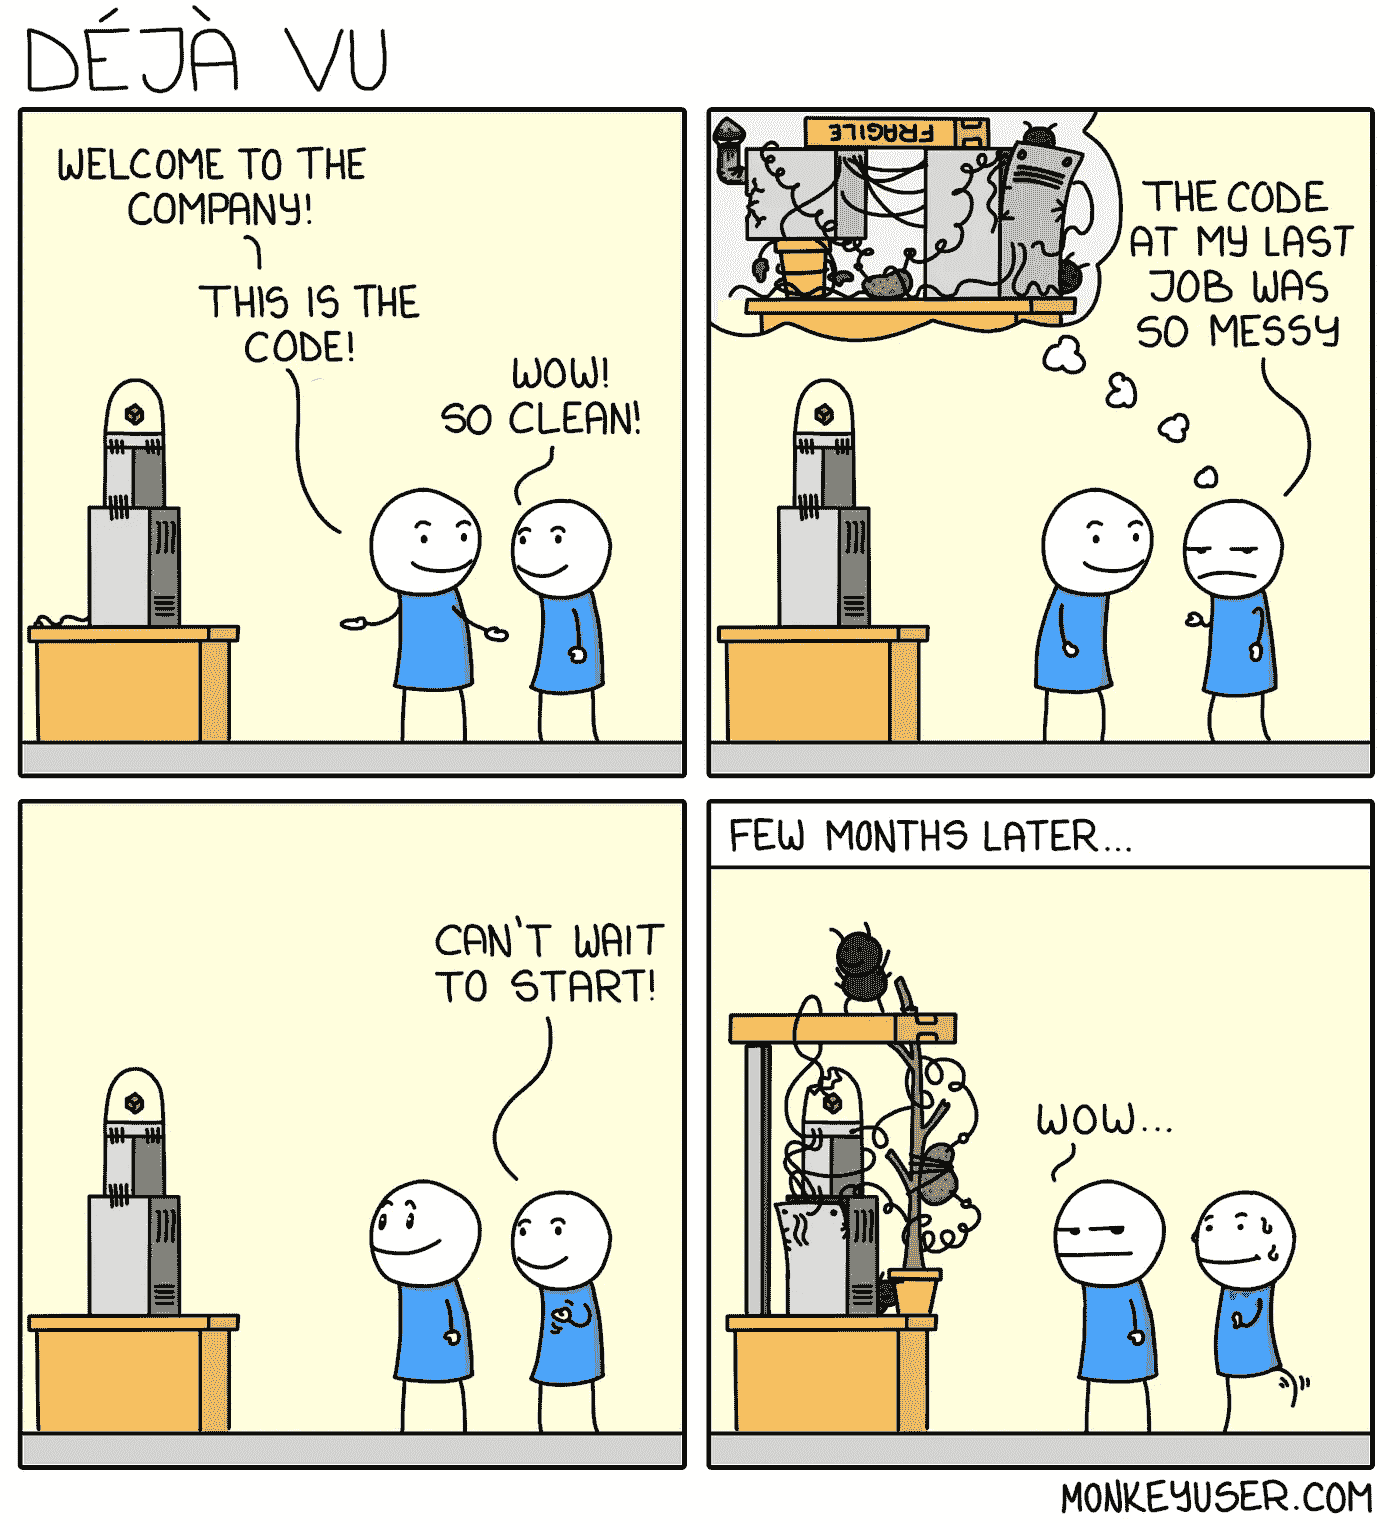 DÉJÀ VU
WELCOME TO THE
COMPANY!
THIS IS THE
CODE!
WOW!
SO CLEAN!
FRAGILE
THE CODE
AT MY LAST
JOB WAS
SO MESSY
CAN'T WAIT
TO START!
FEW MONTHS LATER...
WOW...
MONKEYUSER.COM